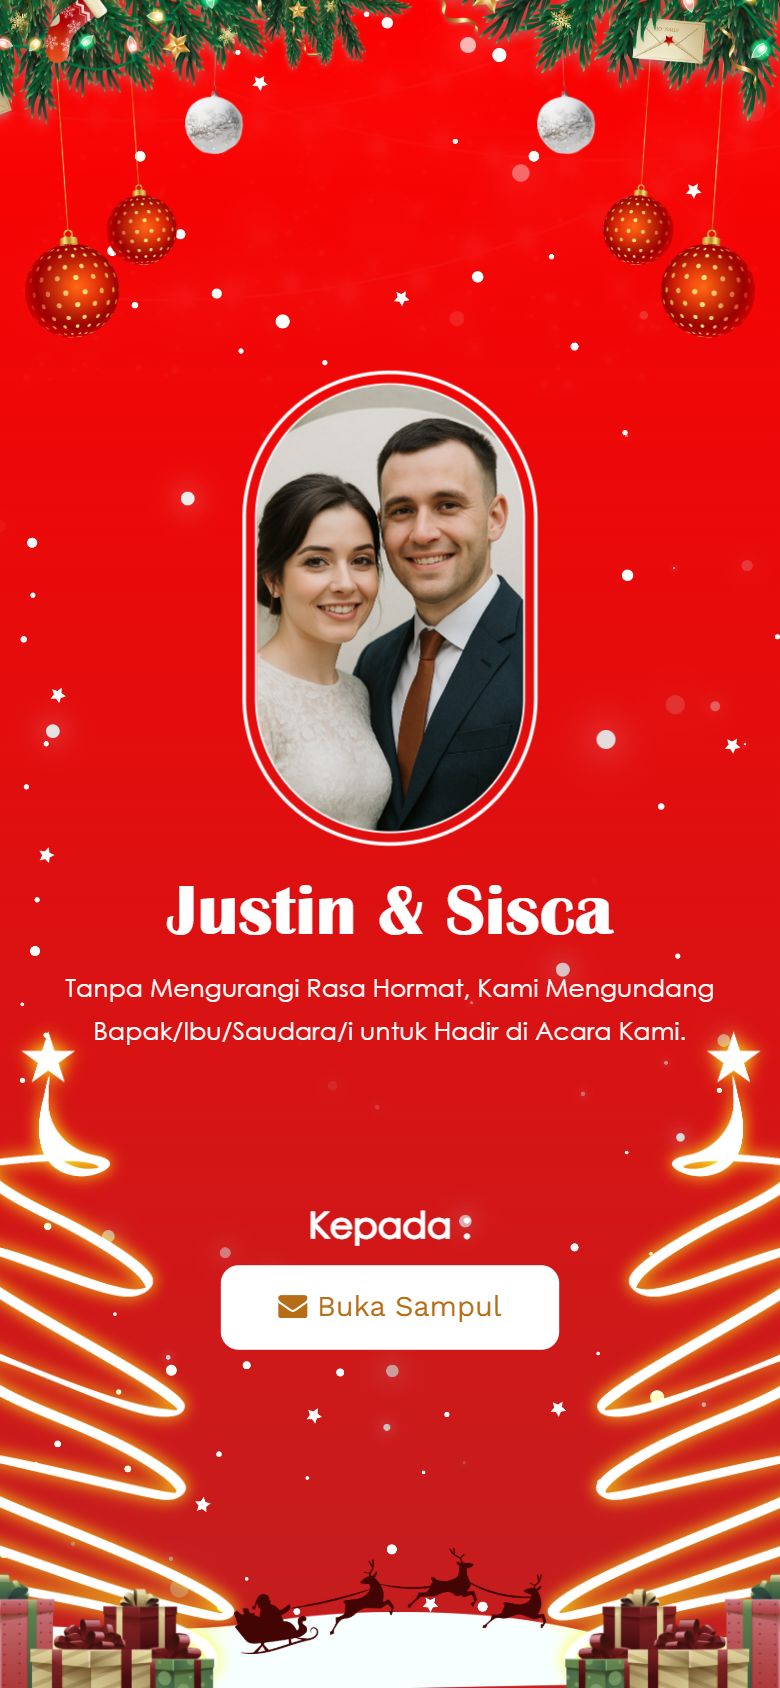 Justin & Sisca
Tanpa Mengurangi Rasa Hormat, Kami Mengundang
Bapak/Ibu/Saudara/i untuk Hadir di Acara Kami.
Kepada :
Buka Sampul